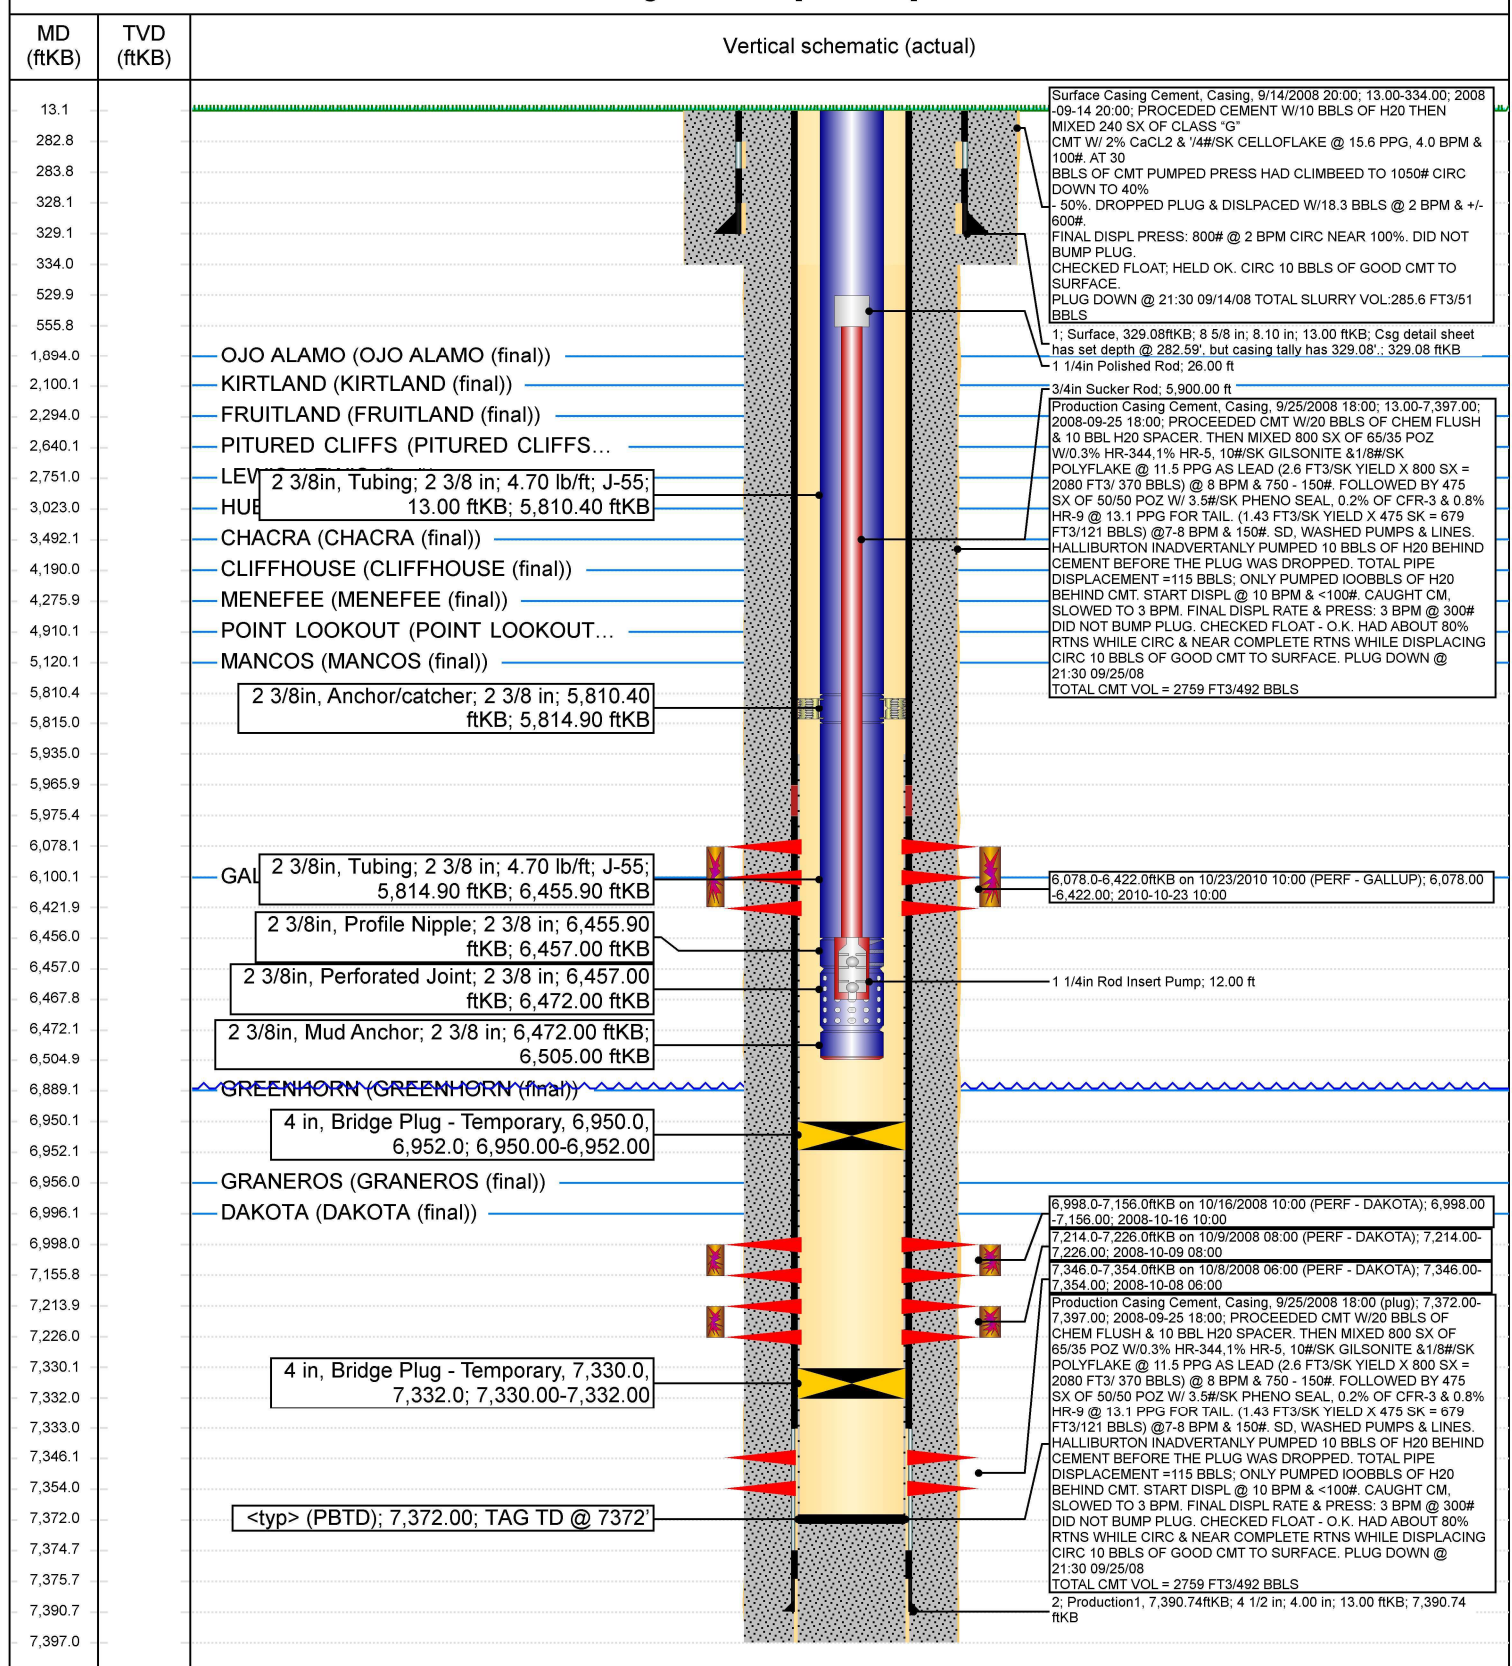 MD
(ftKB)
TVD
(ftKB)
Vertical schematic (actual)
13.1
282.8
283.8
328.1
329.1
334.0
529.9
555.8
1,894.0
2,100.1
2,294.0
2,640.1
2,751.0
3,023.0
3,492.1
4,190.0
4,275.9
4,910.1
5,120.1
5,810.4
5,815.0
5,935.0
5,965.9
5,975.4
6,078.1
6,100.1
6,421.9
6,456.0
6,457.0
6,467.8
6,472.1
6,504.9
6,889.1
6,950.1
6,952.1
6,956.0
6,996.1
6,998.0
7,155.8
7,213.9
7,226.0
7,330.1
7,332.0
7,333.0
7,346.1
7,354.0
7,372.0
7,374.7
7,375.7
7,390.7
7,397.0
OJO ALAMO (OJO ALAMO (final))
KIRTLAND (KIRTLAND (final))
FRUITLAND (FRUITLAND (final))
PITURED CLIFFS (PITURED CLIFFS...
2 3/8in, Tubing; 2 3/8 in; 4.70 lb/ft; J-55;
13.00 ftKB; 5,810.40 ftKB
CHACRA (CHACRA (final))
CLIFFHOUSE (CLIFFHOUSE (final))
MENEFEE (MENEFEE (final))
POINT LOOKOUT (POINT LOOKOUT...
MANCOS (MANCOS (final))
2 3/8in, Anchor/catcher; 2 3/8 in; 5,810.40
ftKB; 5,814.90 ftKB
GAL
2 3/8in, Tubing; 2 3/8 in; 4.70 lb/ft; J-55;
5,814.90 ftKB; 6,455.90 ftKB
2 3/8in, Profile Nipple; 2 3/8 in; 6,455.90
ftKB; 6,457.00 ftKB
2 3/8in, Perforated Joint; 2 3/8 in; 6,457.00
ftKB; 6,472.00 ftKB
2 3/8in, Mud Anchor; 2 3/8 in; 6,472.00 ftKB;
6,505.00 ftKB
GREENHORN (GREENHORN (final))
4 in, Bridge Plug - Temporary, 6,950.0,
6,952.0; 6,950.00-6,952.00
GRANEROS (GRANEROS (final))
DAKOTA (DAKOTA (final))
4 in, Bridge Plug - Temporary, 7,330.0,
7,332.0; 7,330.00-7,332.00
<typ> (PBTD); 7,372.00; TAG TD @ 7372'
Surface Casing Cement, Casing, 9/14/2008 20:00; 13.00-334.00; 2008
-09-14 20:00; PROCEDED CEMENT W/10 BBLS OF H20 THEN
MIXED 240 SX OF CLASS "G"
CMT W/ 2% CaCL2 & '/4#/SK CELLOFLAKE @ 15.6 PPG, 4.0 BPM &
100#. AT 30
BBLS OF CMT PUMPED PRESS HAD CLIMBEED TO 1050# CIRC
DOWN TO 40%
- 50%. DROPPED PLUG & DISLPACED W/18.3 BBLS @ 2 BPM & +/-
600#.
FINAL DISPL PRESS: 800# @ 2 BPM CIRC NEAR 100%. DID NOT
BUMP PLUG.
CHECKED FLOAT; HELD OK. CIRC 10 BBLS OF GOOD CMT TO
SURFACE.
PLUG DOWN @ 21:30 09/14/08 TOTAL SLURRY VOL:285.6 FT3/51
BBLS
1; Surface, 329.08ftKB; 8 5/8 in; 8.10 in; 13.00 ftKB; Csg detail sheet
has set depth @ 282.59'. but casing tally has 329.08'.: 329.08 ftKB
1 1/4in Polished Rod; 26.00 ft
3/4in Sucker Rod; 5,900.00 ft
Production Casing Cement, Casing, 9/25/2008 18:00; 13.00-7,397.00;
2008-09-25 18:00; PROCEEDED CMT W/20 BBLS OF CHEM FLUSH
& 10 BBL H20 SPACER. THEN MIXED 800 SX OF 65/35 POZ
W/0.3% HR-344,1% HR-5, 10#/SK GILSONITE &1/8#/SK
POLYFLAKE @ 11.5 PPG AS LEAD (2.6 FT3/SK YIELD X 800 SX =
2080 FT3/ 370 BBLS) @ 8 BPM & 750 - 150#. FOLLOWED BY 475
SX OF 50/50 POZ W/ 3.5#/SK PHENO SEAL, 0.2% OF CFR-3 & 0.8%
HR-9 @ 13.1 PPG FOR TAIL. (1.43 FT3/SK YIELD X 475 SK = 679
FT3/121 BBLS) @7-8 BPM & 150#. SD, WASHED PUMPS & LINES.
HALLIBURTON INADVERTANLY PUMPED 10 BBLS OF H20 BEHIND
CEMENT BEFORE THE PLUG WAS DROPPED. TOTAL PIPE
DISPLACEMENT =115 BBLS; ONLY PUMPED IOOBBLS OF H20
BEHIND CMT. START DISPL @ 10 BPM & <100#. CAUGHT CM,
SLOWED TO 3 BPM. FINAL DISPL RATE & PRESS: 3 BPM @ 300#
DID NOT BUMP PLUG. CHECKED FLOAT - O.K. HAD ABOUT 80%
RTNS WHILE CIRC & NEAR COMPLETE RTNS WHILE DISPLACING
CIRC 10 BBLS OF GOOD CMT TO SURFACE. PLUG DOWN @
21:30 09/25/08
TOTAL CMT VOL = 2759 FT3/492 BBLS
6,078.0-6,422.0ftKB on 10/23/2010 10:00 (PERF - GALLUP); 6,078.00
-6,422.00; 2010-10-23 10:00
1 1/4in Rod Insert Pump; 12.00 ft
6,998.0-7,156.0ftKB on 10/16/2008 10:00 (PERF - DAKOTA); 6,998.00
-7,156.00; 2008-10-16 10:00
7,214.0-7,226.0ftKB on 10/9/2008 08:00 (PERF - DAKOTA); 7,214.00-
7,226.00; 2008-10-09 08:00
7,346.0-7,354.0ftKB on 10/8/2008 06:00 (PERF - DAKOTA); 7,346.00-
7,354.00; 2008-10-08 06:00
Production Casing Cement, Casing, 9/25/2008 18:00 (plug); 7,372.00-
7,397.00; 2008-09-25 18:00; PROCEEDED CMT W/20 BBLS OF
CHEM FLUSH & 10 BBL H20 SPACER. THEN MIXED 800 SX OF
65/35 POZ W/0.3% HR-344,1% HR-5, 10#/SK GILSONITE &1/8#/SK
POLYFLAKE @ 11.5 PPG AS LEAD (2.6 FT3/SK YIELD X 800 SX =
2080 FT3/ 370 BBLS) @ 8 BPM & 750 - 150#. FOLLOWED BY 475
SX OF 50/50 POZ W/ 3.5#/SK PHENO SEAL, 0.2% OF CFR-3 & 0.8%
HR-9 @ 13.1 PPG FOR TAIL. (1.43 FT3/SK YIELD X 475 SK = 679
FT3/121 BBLS) @7-8 BPM & 150#. SD, WASHED PUMPS & LINES.
HALLIBURTON INADVERTANLY PUMPED 10 BBLS OF H20 BEHIND
CEMENT BEFORE THE PLUG WAS DROPPED. TOTAL PIPE
DISPLACEMENT =115 BBLS; ONLY PUMPED IOOBBLS OF H20
BEHIND CMT. START DISPL @ 10 BPM & <100#. CAUGHT CM,
SLOWED TO 3 BPM. FINAL DISPL RATE & PRESS: 3 BPM @ 300#
DID NOT BUMP PLUG. CHECKED FLOAT - O.K. HAD ABOUT 80%
RTNS WHILE CIRC & NEAR COMPLETE RTNS WHILE DISPLACING
CIRC 10 BBLS OF GOOD CMT TO SURFACE. PLUG DOWN @
21:30 09/25/08
TOTAL CMT VOL = 2759 FT3/492 BBLS
2; Production1, 7,390.74ftKB; 4 1/2 in; 4.00 in; 13.00 ftKB; 7,390.74
ftKB